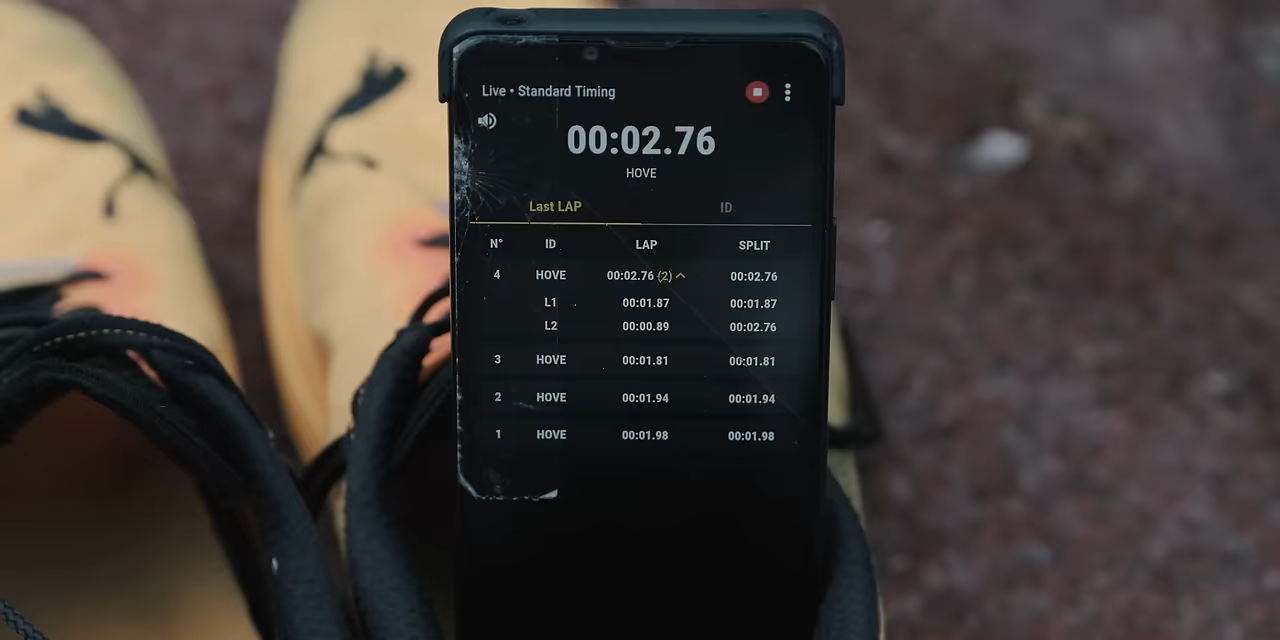 Live • Standard Timing
00:02.76
HOVE
Last LAP ID
N° ID LAP SPLIT
4 HOVE 00:02.76 (2) 00:02.76
L1 00:01.87 00:01.87
L2 00:00.89 00:02.76
3 HOVE 00:01.81 00:01.81
2 HOVE 00:01.94 00:01.94
1 HOVE 00:01.98 00:01.98